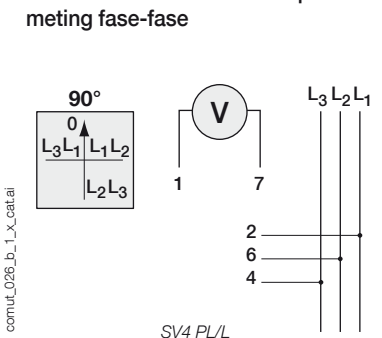 meting fase-fase
90°
0
L3L1 L1L2
L2L3
V
1 7
L3 L2 L1
2
6
4
SV4 PL/L
comut_026_b_1_x_cat.ai